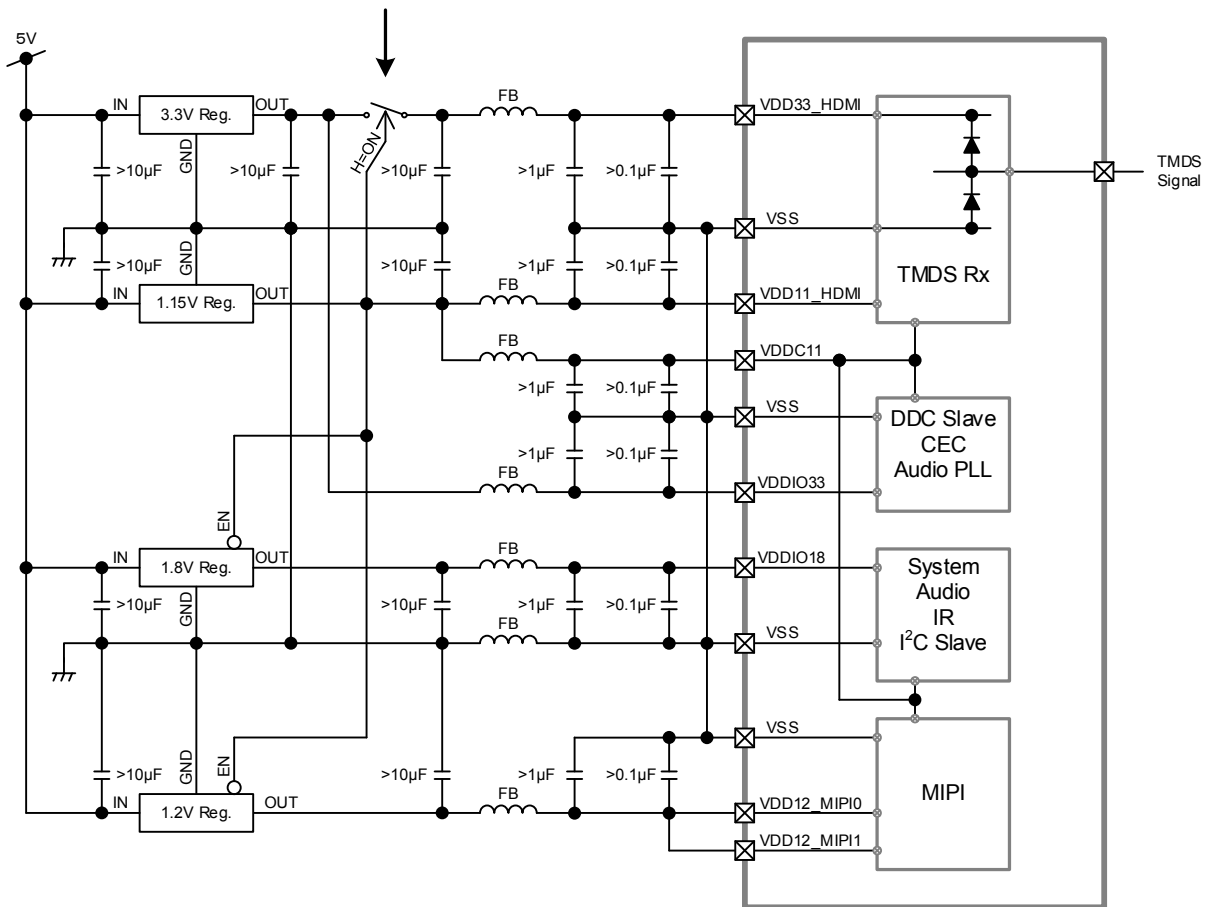 5V
IN
3.3V Reg.
OUT
FB
VDD33_HDMI
>10µF
GND
>10µF
H=ON
>10µF
>1µF
>0.1µF
TMDS
Signal
VSS
>10µF
GND
>10µF
>1µF
>0.1µF
TMDS Rx
IN
1.15V Reg.
OUT
FB
VDD11_HDMI
FB
VDDC11
>1µF
>0.1µF
VSS
DDC Slave
CEC
Audio PLL
>1µF
>0.1µF
FB
VDDIO33
EN
IN
1.8V Reg.
OUT
FB
VDDIO18
System
Audio
IR
I²C Slave
>10µF
GND
>10µF
>1µF
>0.1µF
FB
VSS
VSS
>10µF
GND
EN
>10µF
>1µF
>0.1µF
MIPI
IN
1.2V Reg.
OUT
FB
VDD12_MIPI0
VDD12_MIPI1